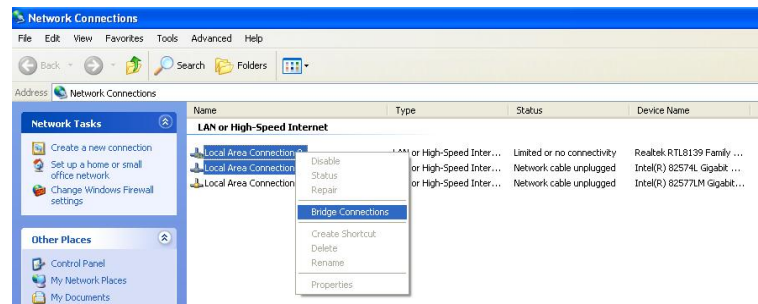 Network Connections
File Edit View Favorites Tools Advanced Help
Back Search Folders
Address Network Connections
Name Type Status Device Name
Network Tasks
LAN or High-Speed Internet
Create a new connection
Set up a home or small
office network
Change Windows Firewall
settings
Local Area Connection LAN or High-Speed Inter... Limited or no connectivity Realtek RTL8139 Family ...
Local Area Connection or High-Speed Inter... Network cable unplugged Intel(R) 82574L Gigabit ...
Local Area Connection or High-Speed Inter... Network cable unplugged Intel(R) 82577LM Gigabit...
Disable
Status
Repair
Bridge Connections
Create Shortcut
Delete
Rename
Properties
Other Places
Control Panel
My Network Places
My Documents